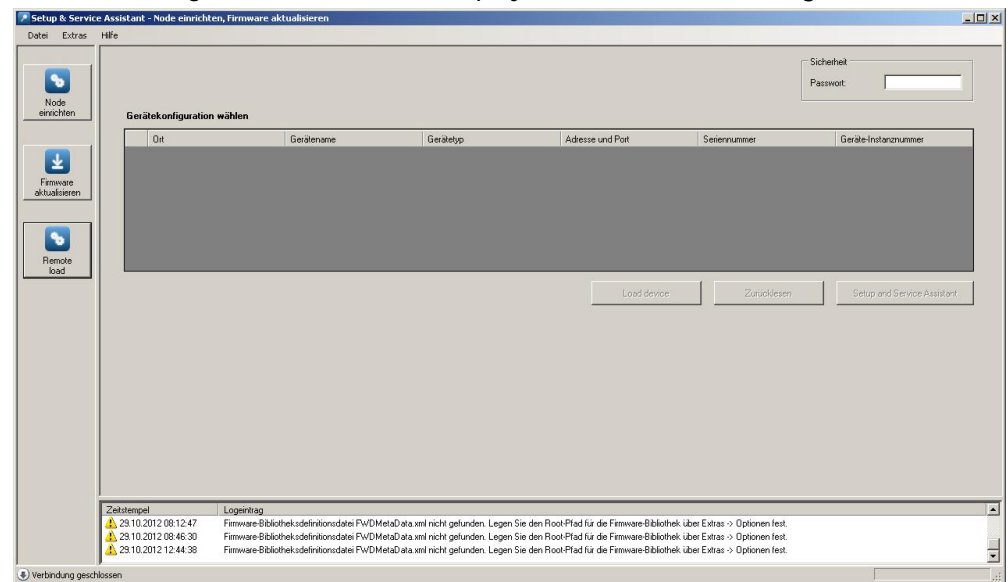 Setup & Service Assistant - Node einrichten, Firmware aktualisieren
Datei Extras Hilfe
Sicherheit
Passwort:
Node
einrichten
Gerätekonfiguration wählen
Ort Gerätename Gerätetyp Adresse und Port Seriennummer Geräte-Instanznummer
Firmware
aktualisieren
Remote
load
Load device Zurücklesen Setup and Service Assistant
Zeitstempel Logeintrag
29.10.2012 08:12:47 Firmware-Bibliotheksdefinitionsdatei FWDMetaData.xml nicht gefunden. Legen Sie den Root-Pfad für die Firmware-Bibliothek über Extras -> Optionen fest.
29.10.2012 08:46:30 Firmware-Bibliotheksdefinitionsdatei FWDMetaData.xml nicht gefunden. Legen Sie den Root-Pfad für die Firmware-Bibliothek über Extras -> Optionen fest.
29.10.2012 12:44:38 Firmware-Bibliotheksdefinitionsdatei FWDMetaData.xml nicht gefunden. Legen Sie den Root-Pfad für die Firmware-Bibliothek über Extras -> Optionen fest.
Verbindung geschlossen